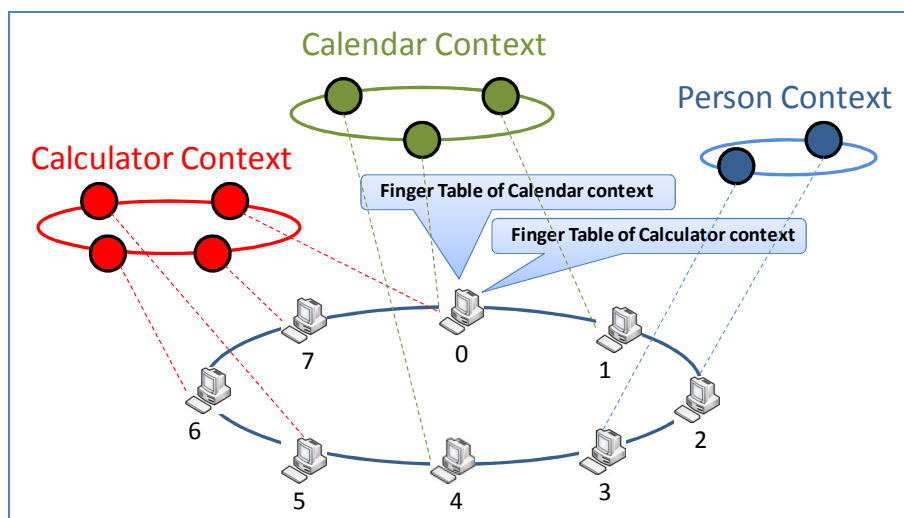 Calendar Context
Person Context
Calculator Context
Finger Table of Calendar context
Finger Table of Calculator context
7
0
1
6
2
5
4
3